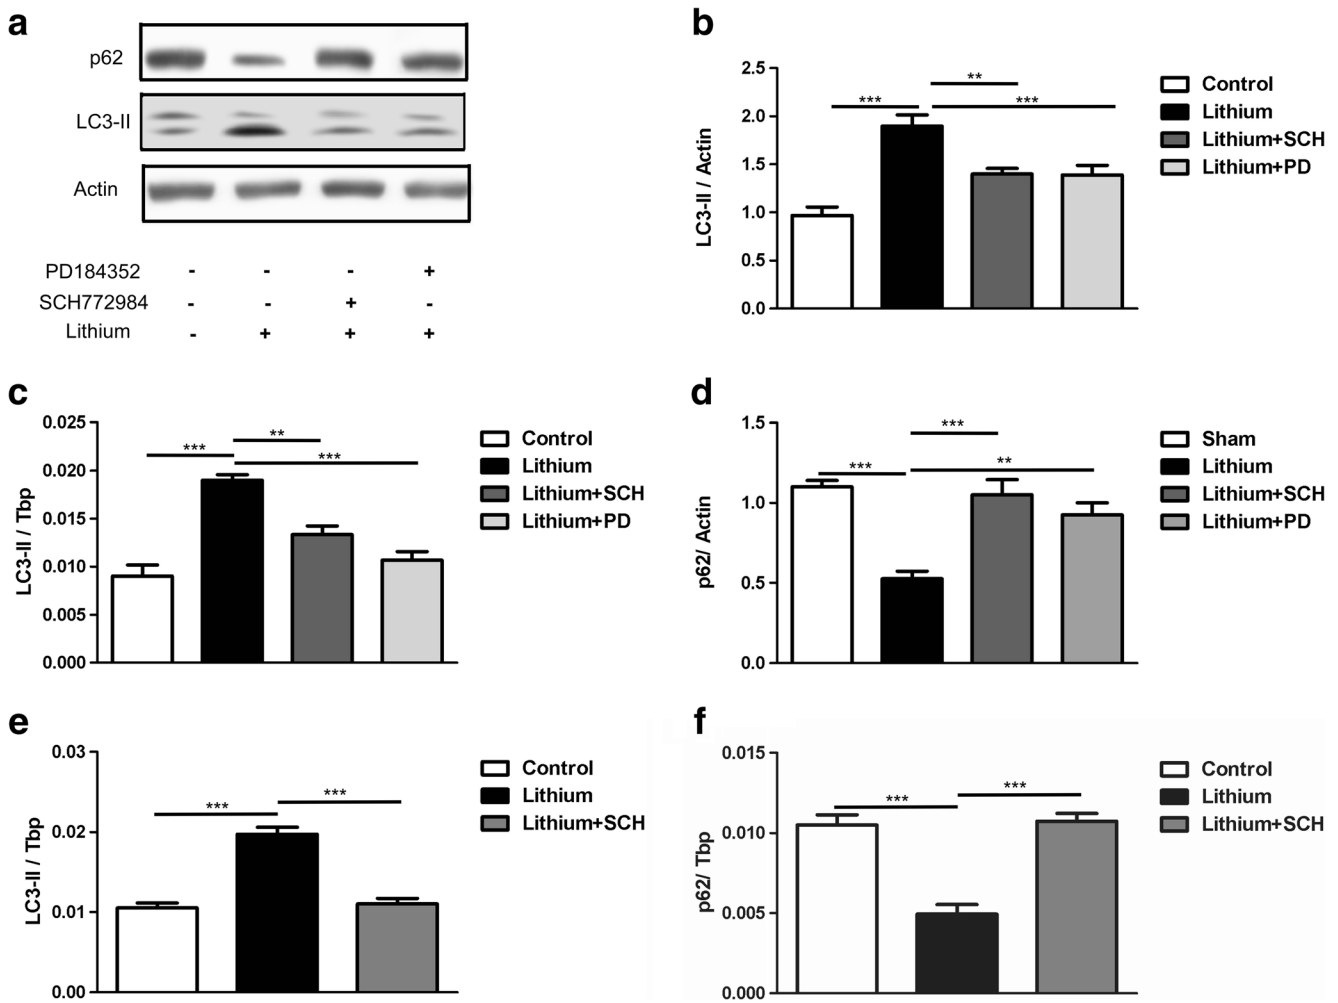 a
p62
LC3-II
Actin
PD184352 - - - +
SCH772984 - - + -
Lithium - + + +
b
LC3-II / Actin
2.5
2.0
1.5
1.0
0.5
0.0
***
**
***
Control
Lithium
Lithium+SCH
Lithium+PD
c
LC3-II / Tbp
0.025
0.020
0.015
0.010
0.005
0.000
***
**
***
Control
Lithium
Lithium+SCH
Lithium+PD
d
p62/ Actin
1.5
1.0
0.5
0.0
***
***
**
Sham
Lithium
Lithium+SCH
Lithium+PD
e
LC3-II / Tbp
0.03
0.02
0.01
0.00
***
***
Control
Lithium
Lithium+SCH
f
p62/ Tbp
0.015
0.010
0.005
0.000
***
***
Control
Lithium
Lithium+SCH